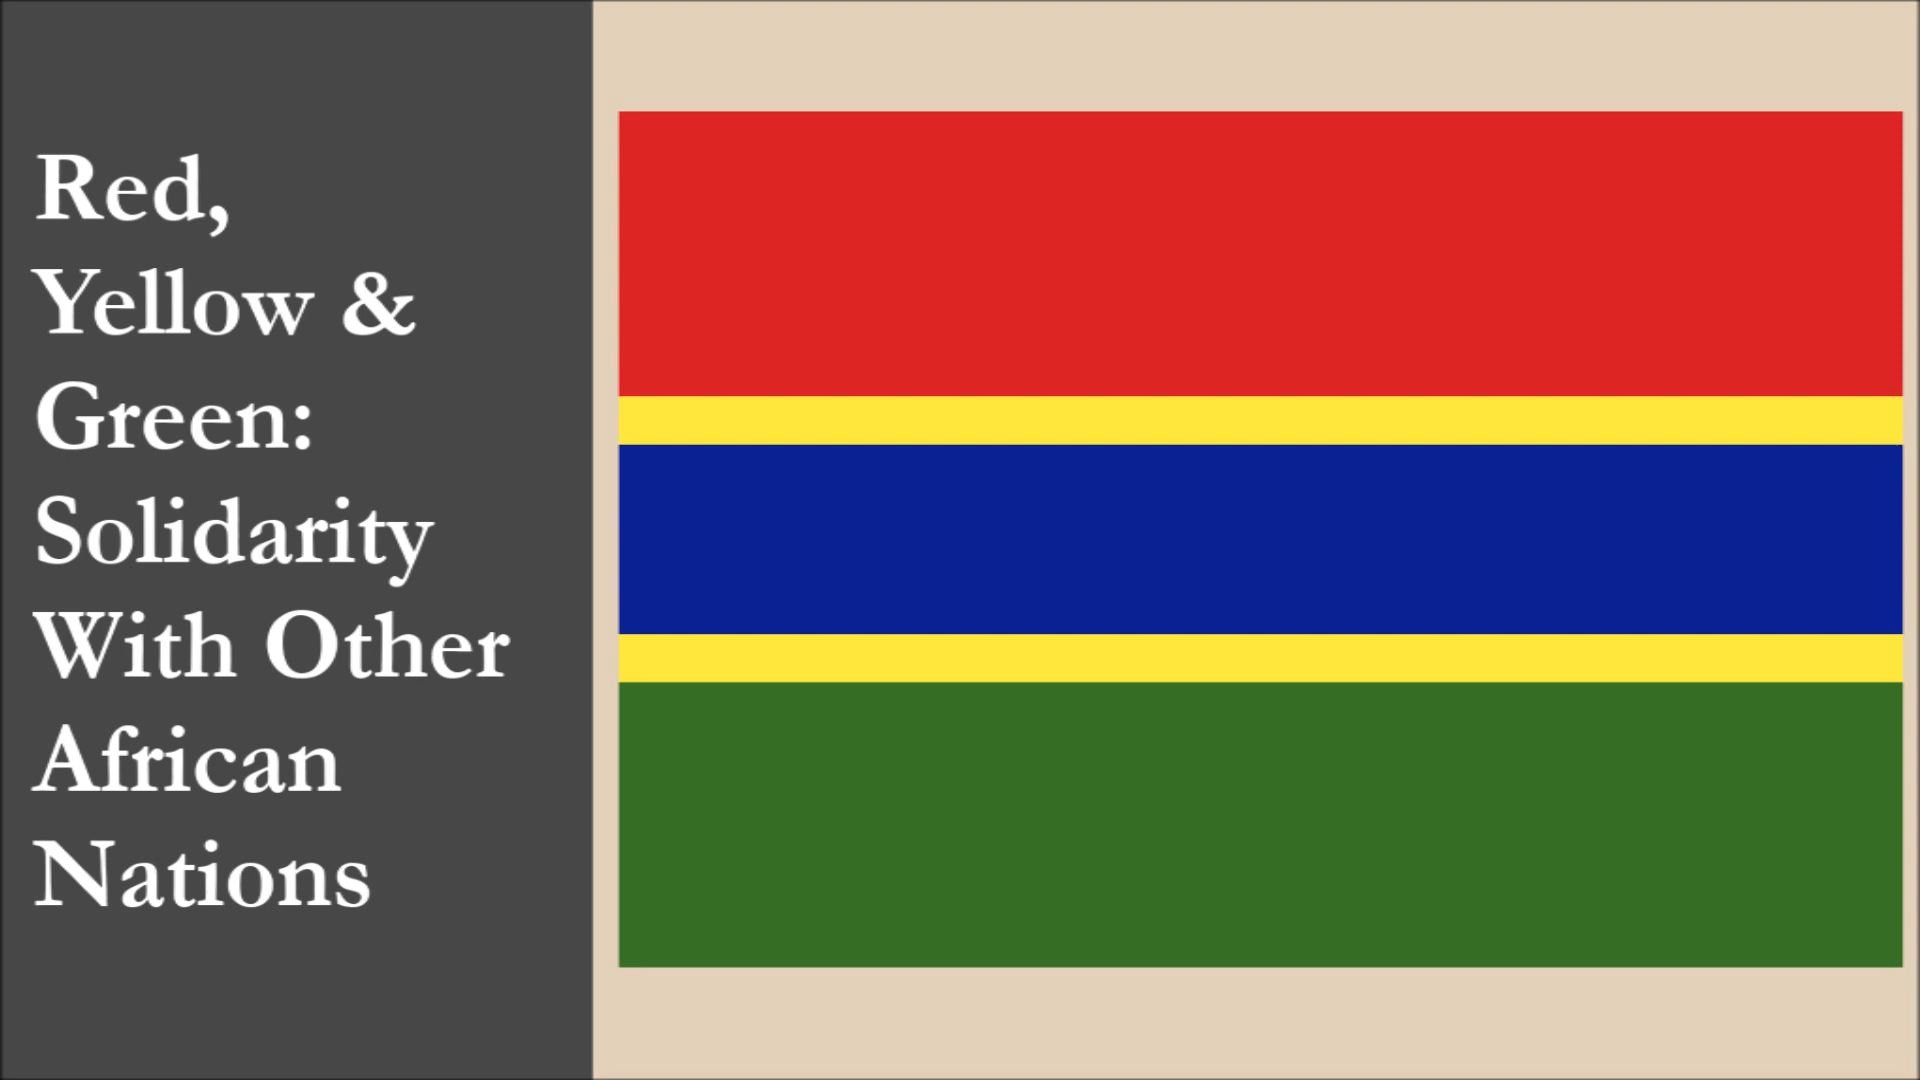 Red,
Yellow &
Green:
Solidarity
With Other
African
Nations